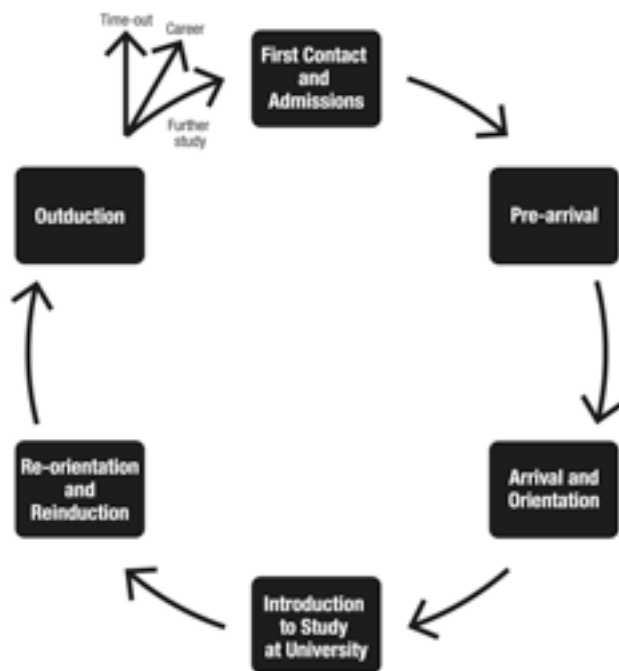 Time-out
Career
Further
study
First Contact
and
Admissions
Pre-arrival
Arrival and
Orientation
Introduction
to Study
at University
Re-orientation
and
Reinduction
Outduction